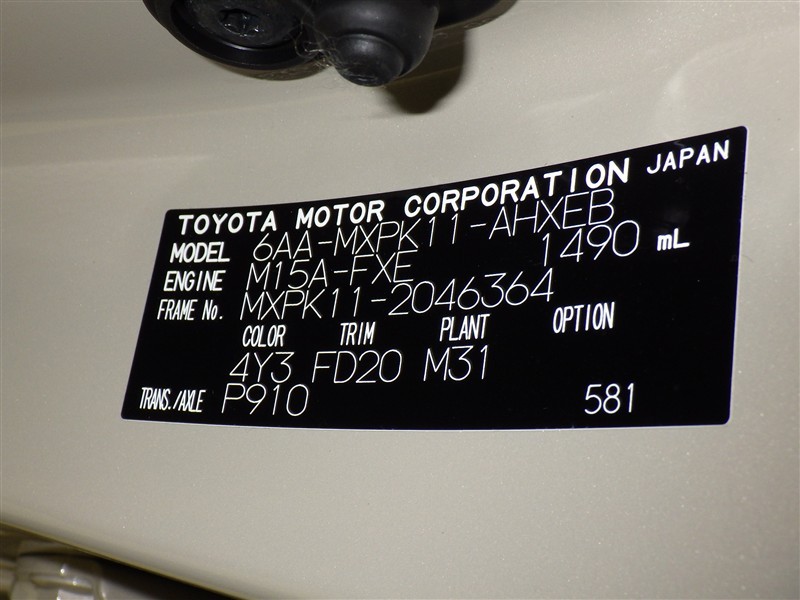 TOYOTA MOTOR CORPORATION JAPAN
MODEL 6AA-MXPK11-AHXEB
ENGINE M15A-FXE 1490 mL
FRAME No. MXPK11-2046364
COLOR TRIM PLANT OPTION
4Y3 FD20 M31
TRANS./AXLE P910 581